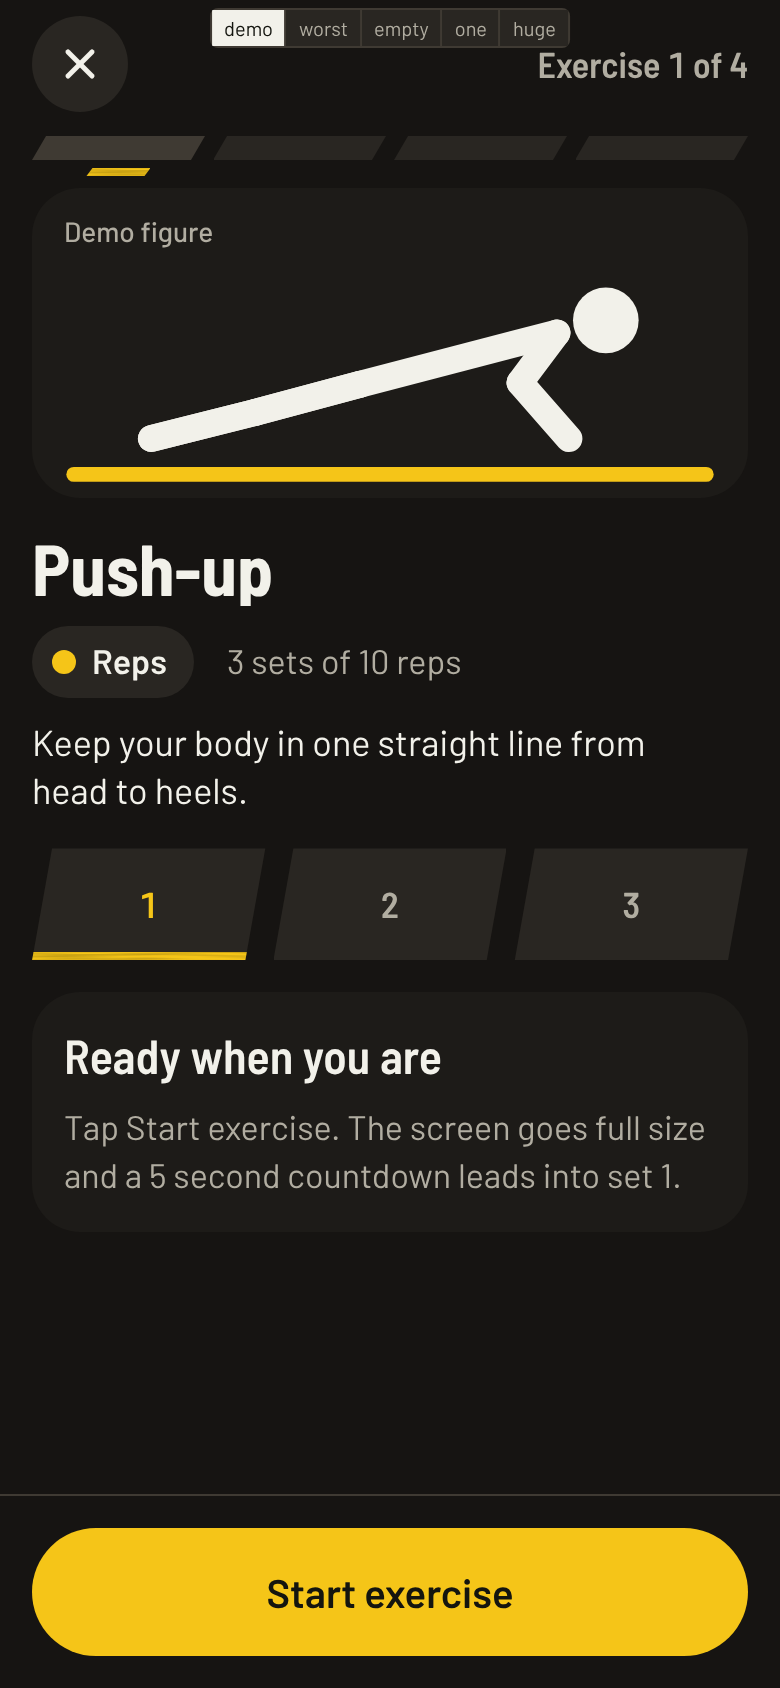 demo worst empty one huge
Exercise 1 of 4
Demo figure
Push-up
Reps 3 sets of 10 reps
Keep your body in one straight line from
head to heels.
1 2 3
Ready when you are
Tap Start exercise. The screen goes full size
and a 5 second countdown leads into set 1.
Start exercise